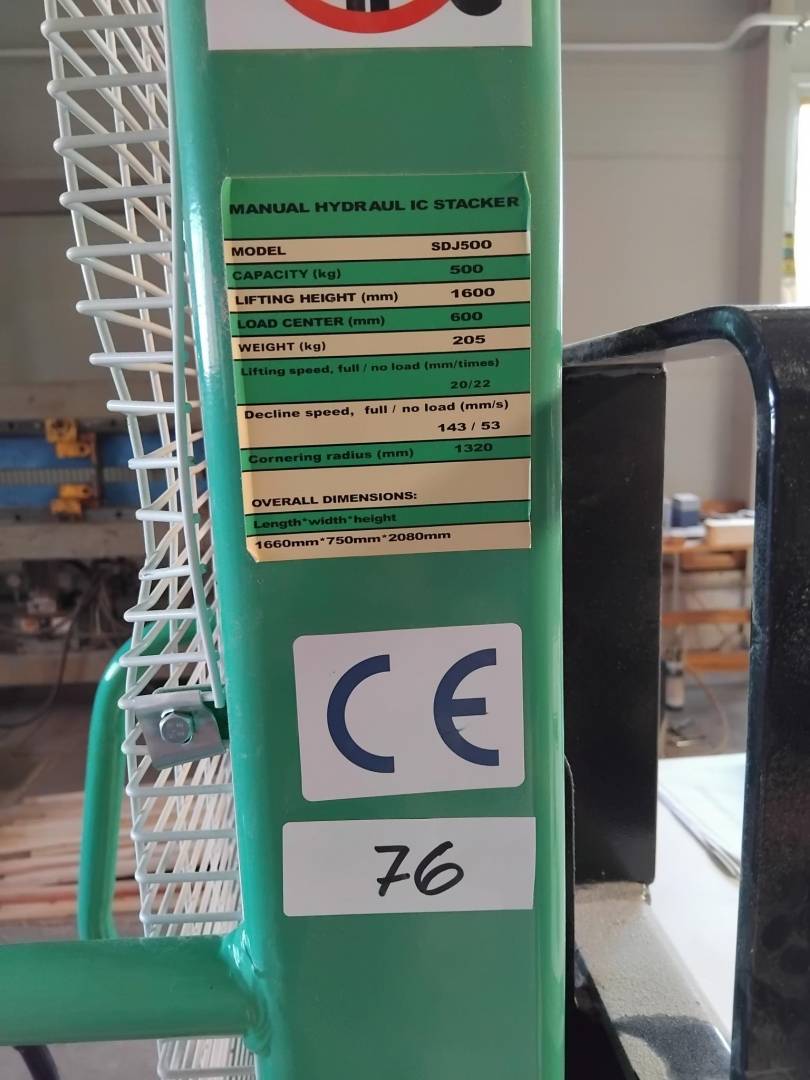 MANUAL HYDRAUL IC STACKER
MODEL SDJ500
CAPACITY (kg) 500
LIFTING HEIGHT (mm) 1600
LOAD CENTER (mm) 600
WEIGHT (kg) 205
Lifting speed, full / no load (mm/times)
20/22
Decline speed, full / no load (mm/s)
143 / 53
Cornering radius (mm) 1320
OVERALL DIMENSIONS:
Length*width*height
1660mm*750mm*2080mm
CE
76